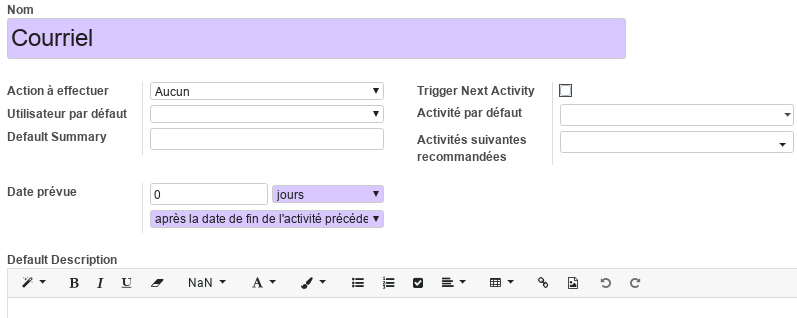 Nom
Courriel
Action à effectuer
Aucun
Utilisateur par défaut
Default Summary
Trigger Next Activity
Activité par défaut
Activités suivantes
recommandées
Date prévue
0
jours
après la date de fin de l'activité précéde
Default Description
B I U NaN A